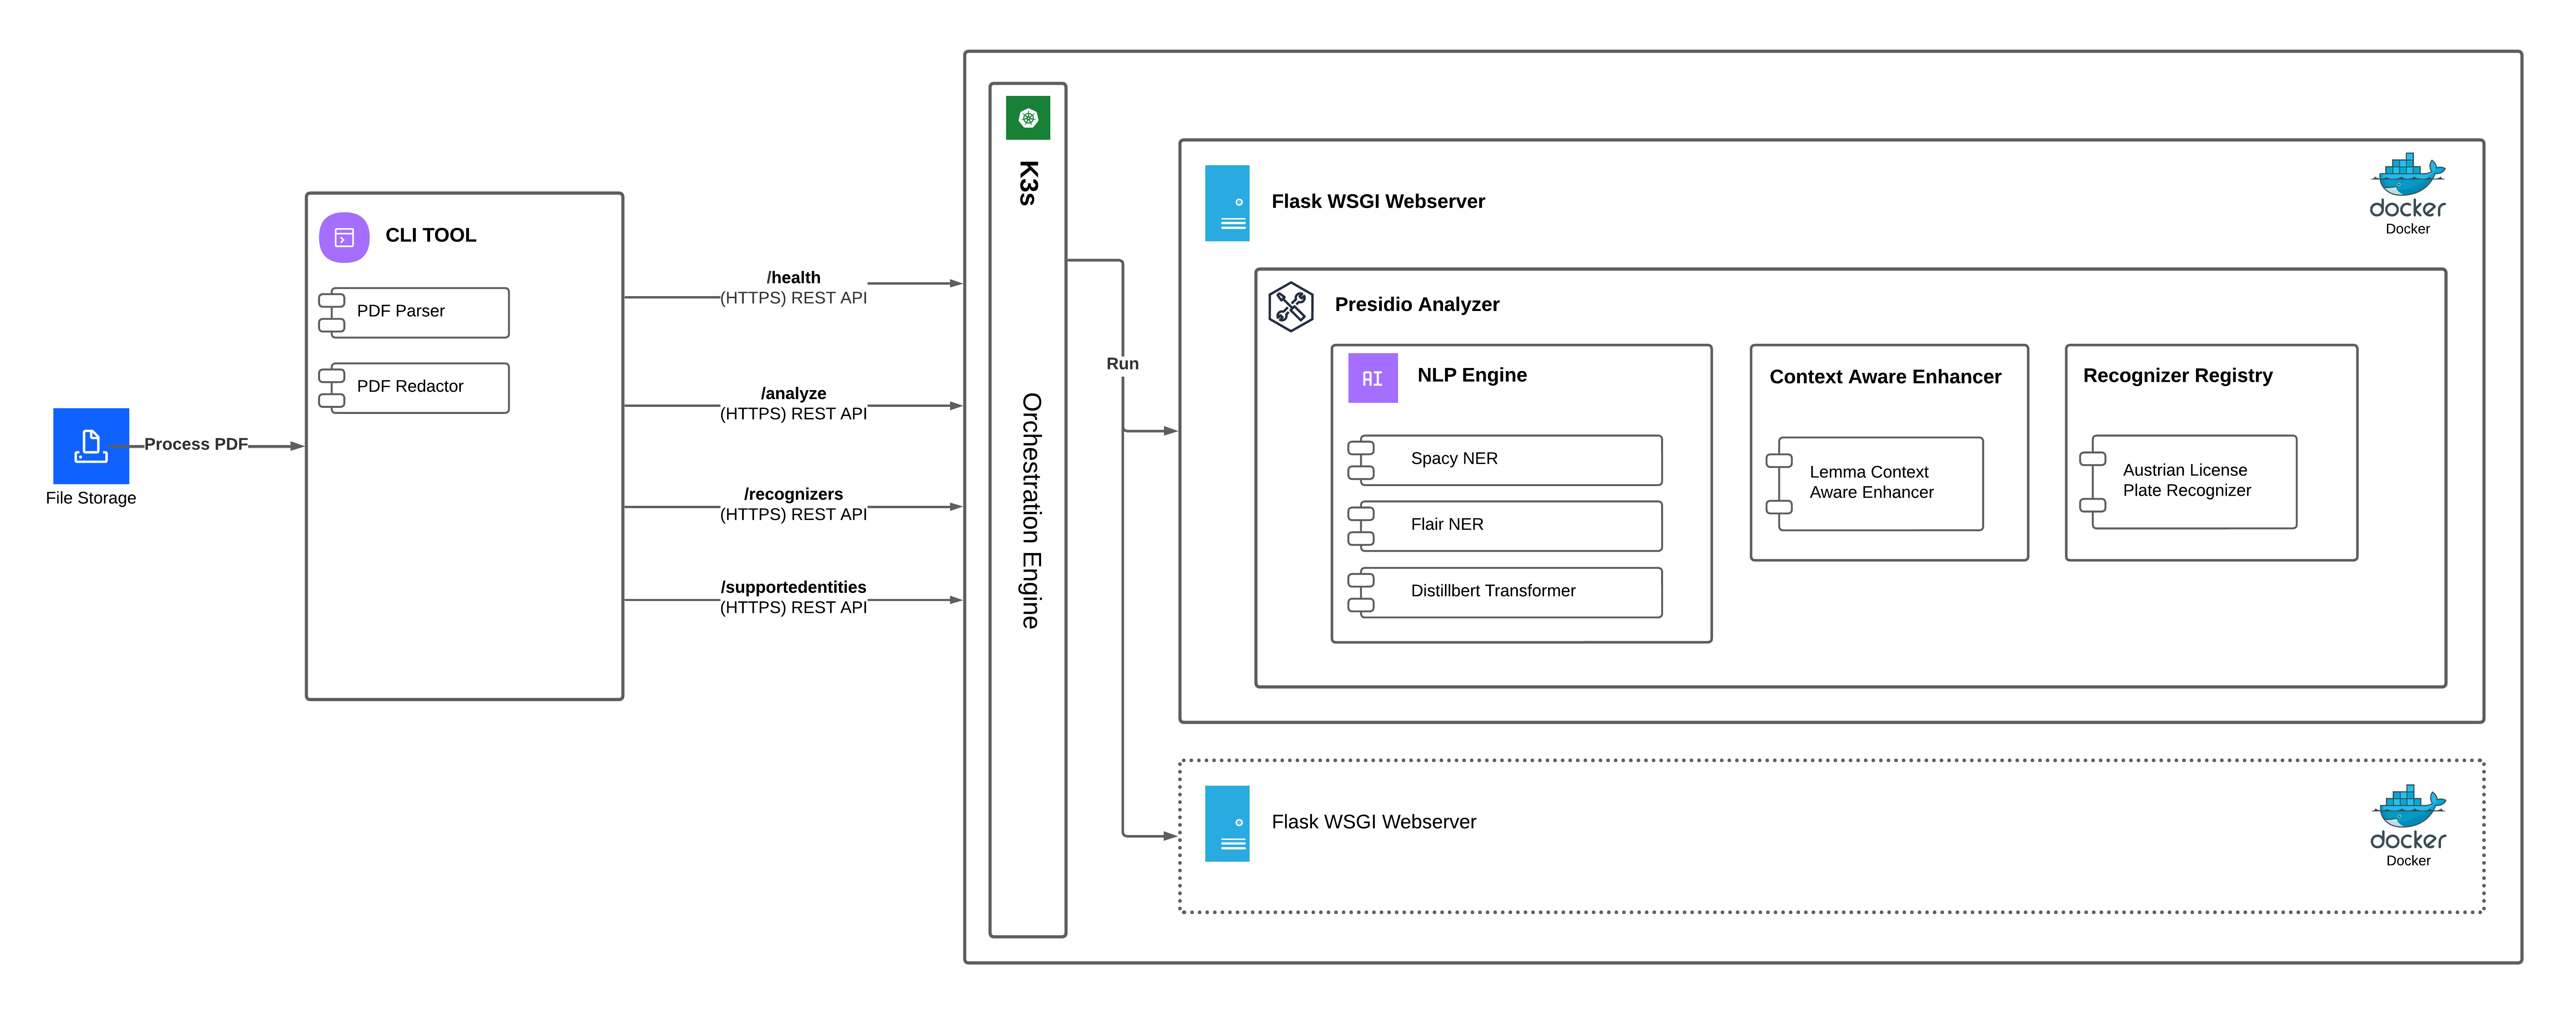 File Storage
Process PDF
CLI TOOL
PDF Parser
PDF Redactor
/health
(HTTPS) REST API
/analyze
(HTTPS) REST API
/recognizers
(HTTPS) REST API
/supportedentities
(HTTPS) REST API
K3s
Orchestration Engine
Run
Flask WSGI Webserver
docker
Docker
Presidio Analyzer
AI
NLP Engine
Spacy NER
Flair NER
Distillbert Transformer
Context Aware Enhancer
Lemma Context
Aware Enhancer
Recognizer Registry
Austrian License
Plate Recognizer
Flask WSGI Webserver
docker
Docker